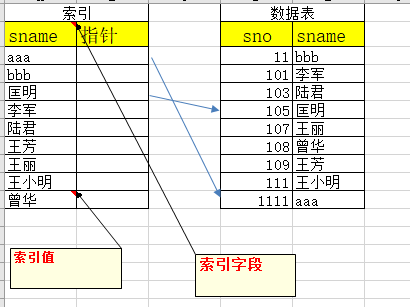 索引 数据表
sname 指针 sno sname
aaa 11 bbb
bbb 101 李军
匡明 103 陆君
李军 105 匡明
陆君 107 王丽
王芳 108 曾华
王丽 109 王芳
王小明 111 王小明
曾华 1111 aaa
索引值
索引字段